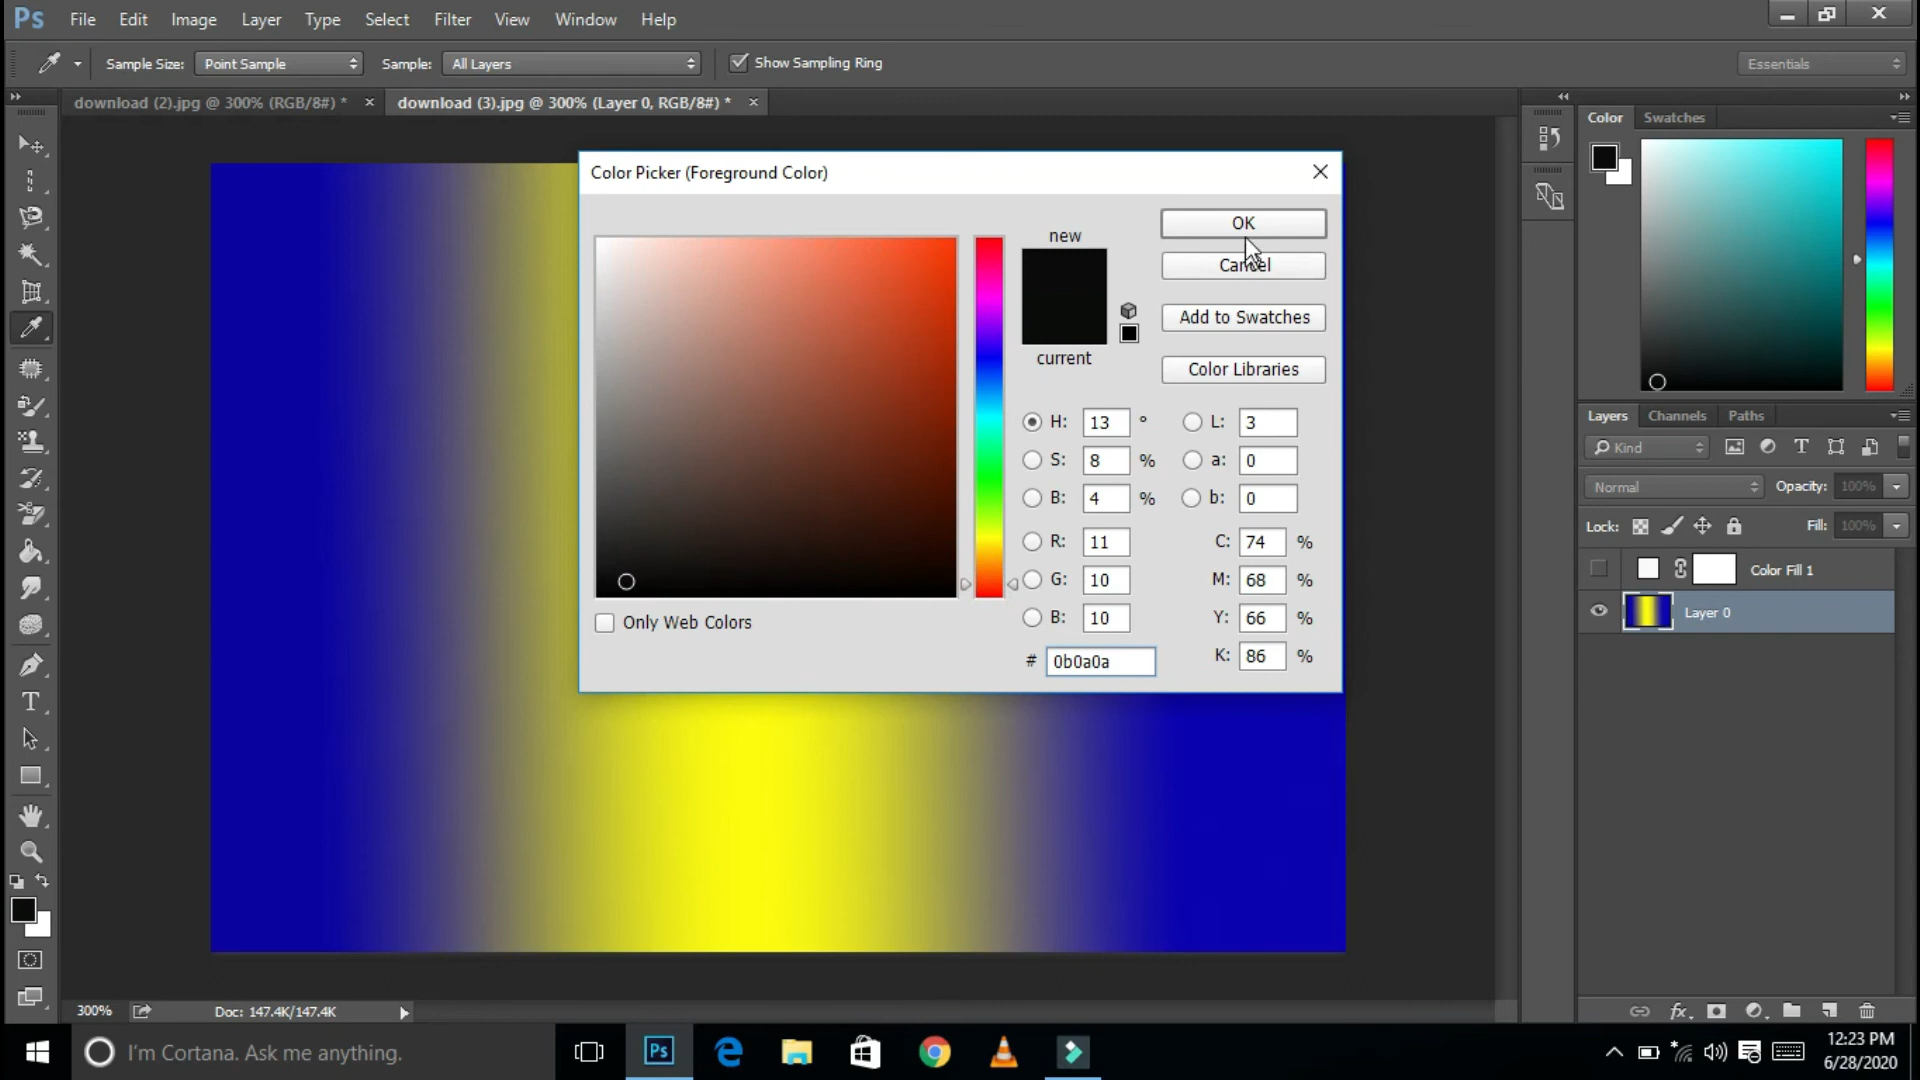 Ps File Edit Image Layer Type Select Filter View Window Help
Sample Size: Point Sample Sample: All Layers Show Sampling Ring Essentials
download (2).jpg @ 300% (RGB/8#) * × download (3).jpg @ 300% (Layer 0, RGB/8#) * ×
Color Swatches
Color Picker (Foreground Color)
new
current
OK
Cancel
Add to Swatches
Color Libraries
H: 13 ° L: 3
S: 8 % a: 0
B: 4 % b: 0
R: 11 C: 74 %
G: 10 M: 68 %
B: 10 Y: 66 %
# 0b0a0a K: 86 %
Only Web Colors
Layers Channels Paths
Kind
Normal Opacity: 100%
Lock: Fill: 100%
Color Fill 1
Layer 0
300% Doc: 147.4K/147.4K
I'm Cortana. Ask me anything.
Ps
12:23 PM
6/28/2020